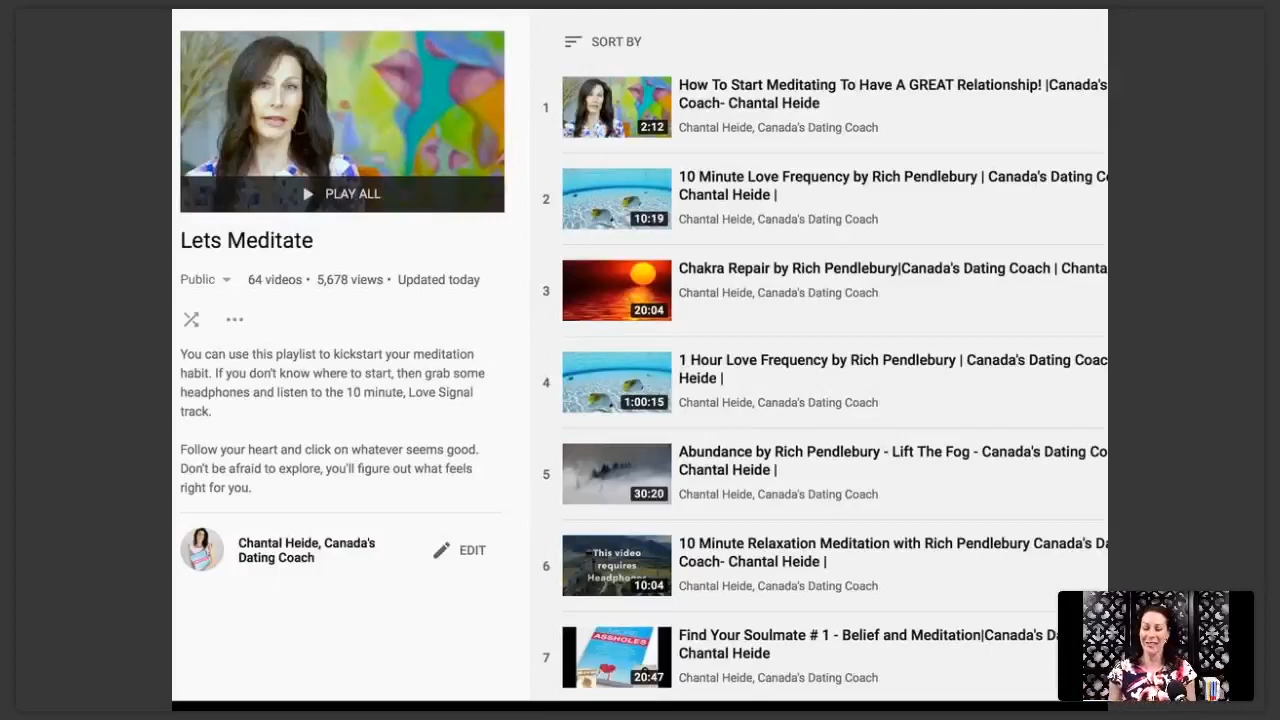 PLAY ALL
Lets Meditate
Public 64 videos • 5,678 views • Updated today
You can use this playlist to kickstart your meditation
habit. If you don't know where to start, then grab some
headphones and listen to the 10 minute, Love Signal
track.
Follow your heart and click on whatever seems good.
Don't be afraid to explore, you'll figure out what feels
right for you.
Chantal Heide, Canada's
Dating Coach
EDIT
SORT BY
1
2:12
How To Start Meditating To Have A GREAT Relationship! |Canada's
Coach- Chantal Heide
Chantal Heide, Canada's Dating Coach
2
10:19
10 Minute Love Frequency by Rich Pendlebury | Canada's Dating Co
Chantal Heide |
Chantal Heide, Canada's Dating Coach
3
20:04
Chakra Repair by Rich Pendlebury|Canada's Dating Coach | Chanta
Chantal Heide, Canada's Dating Coach
4
1:00:15
1 Hour Love Frequency by Rich Pendlebury | Canada's Dating Coac
Heide |
Chantal Heide, Canada's Dating Coach
5
30:20
Abundance by Rich Pendlebury - Lift The Fog - Canada's Dating Co
Chantal Heide |
Chantal Heide, Canada's Dating Coach
6
This video
requires
Headphones
10:04
10 Minute Relaxation Meditation with Rich Pendlebury Canada's Da
Coach- Chantal Heide |
Chantal Heide, Canada's Dating Coach
7
ASSHOLES
20:47
Find Your Soulmate # 1 - Belief and Meditation|Canada's Da
Chantal Heide
Chantal Heide, Canada's Dating Coach